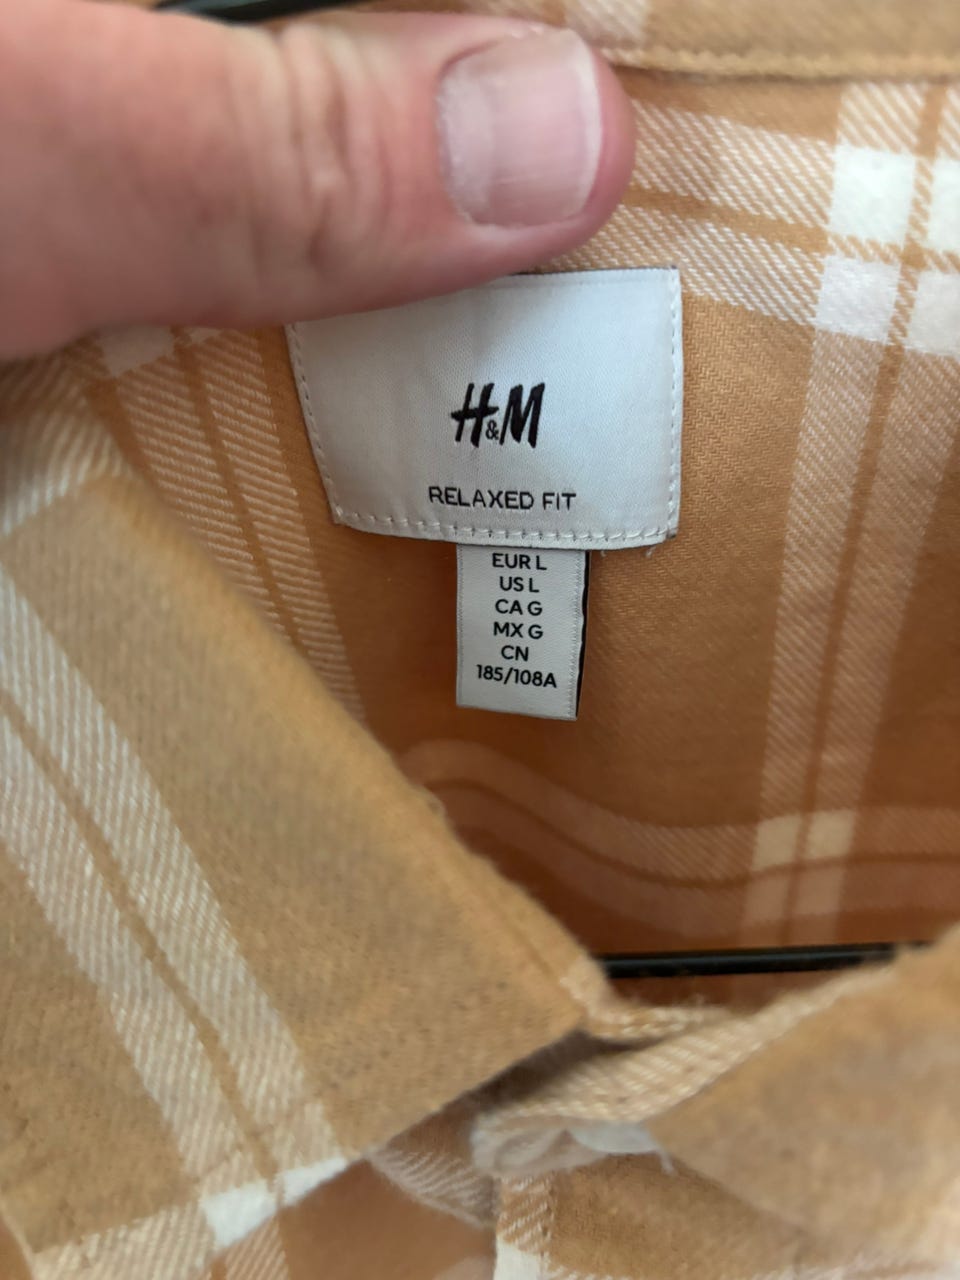 H&M
RELAXED FIT
EUR L
US L
CA G
MX G
CN
185/108A